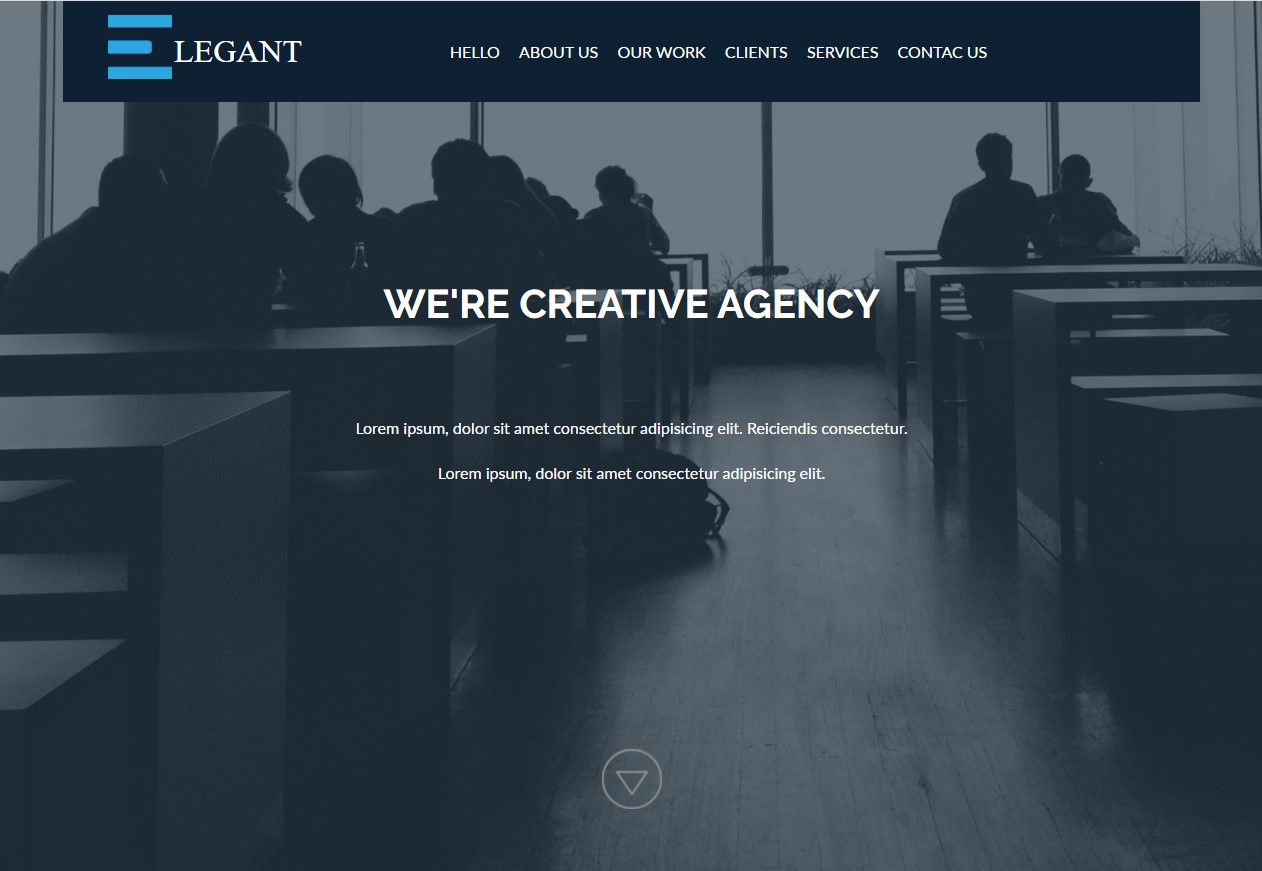 ELEGANT
HELLO ABOUT US OUR WORK CLIENTS SERVICES CONTAC US
WE'RE CREATIVE AGENCY
Lorem ipsum, dolor sit amet consectetur adipisicing elit. Reiciendis consectetur.
Lorem ipsum, dolor sit amet consectetur adipisicing elit.